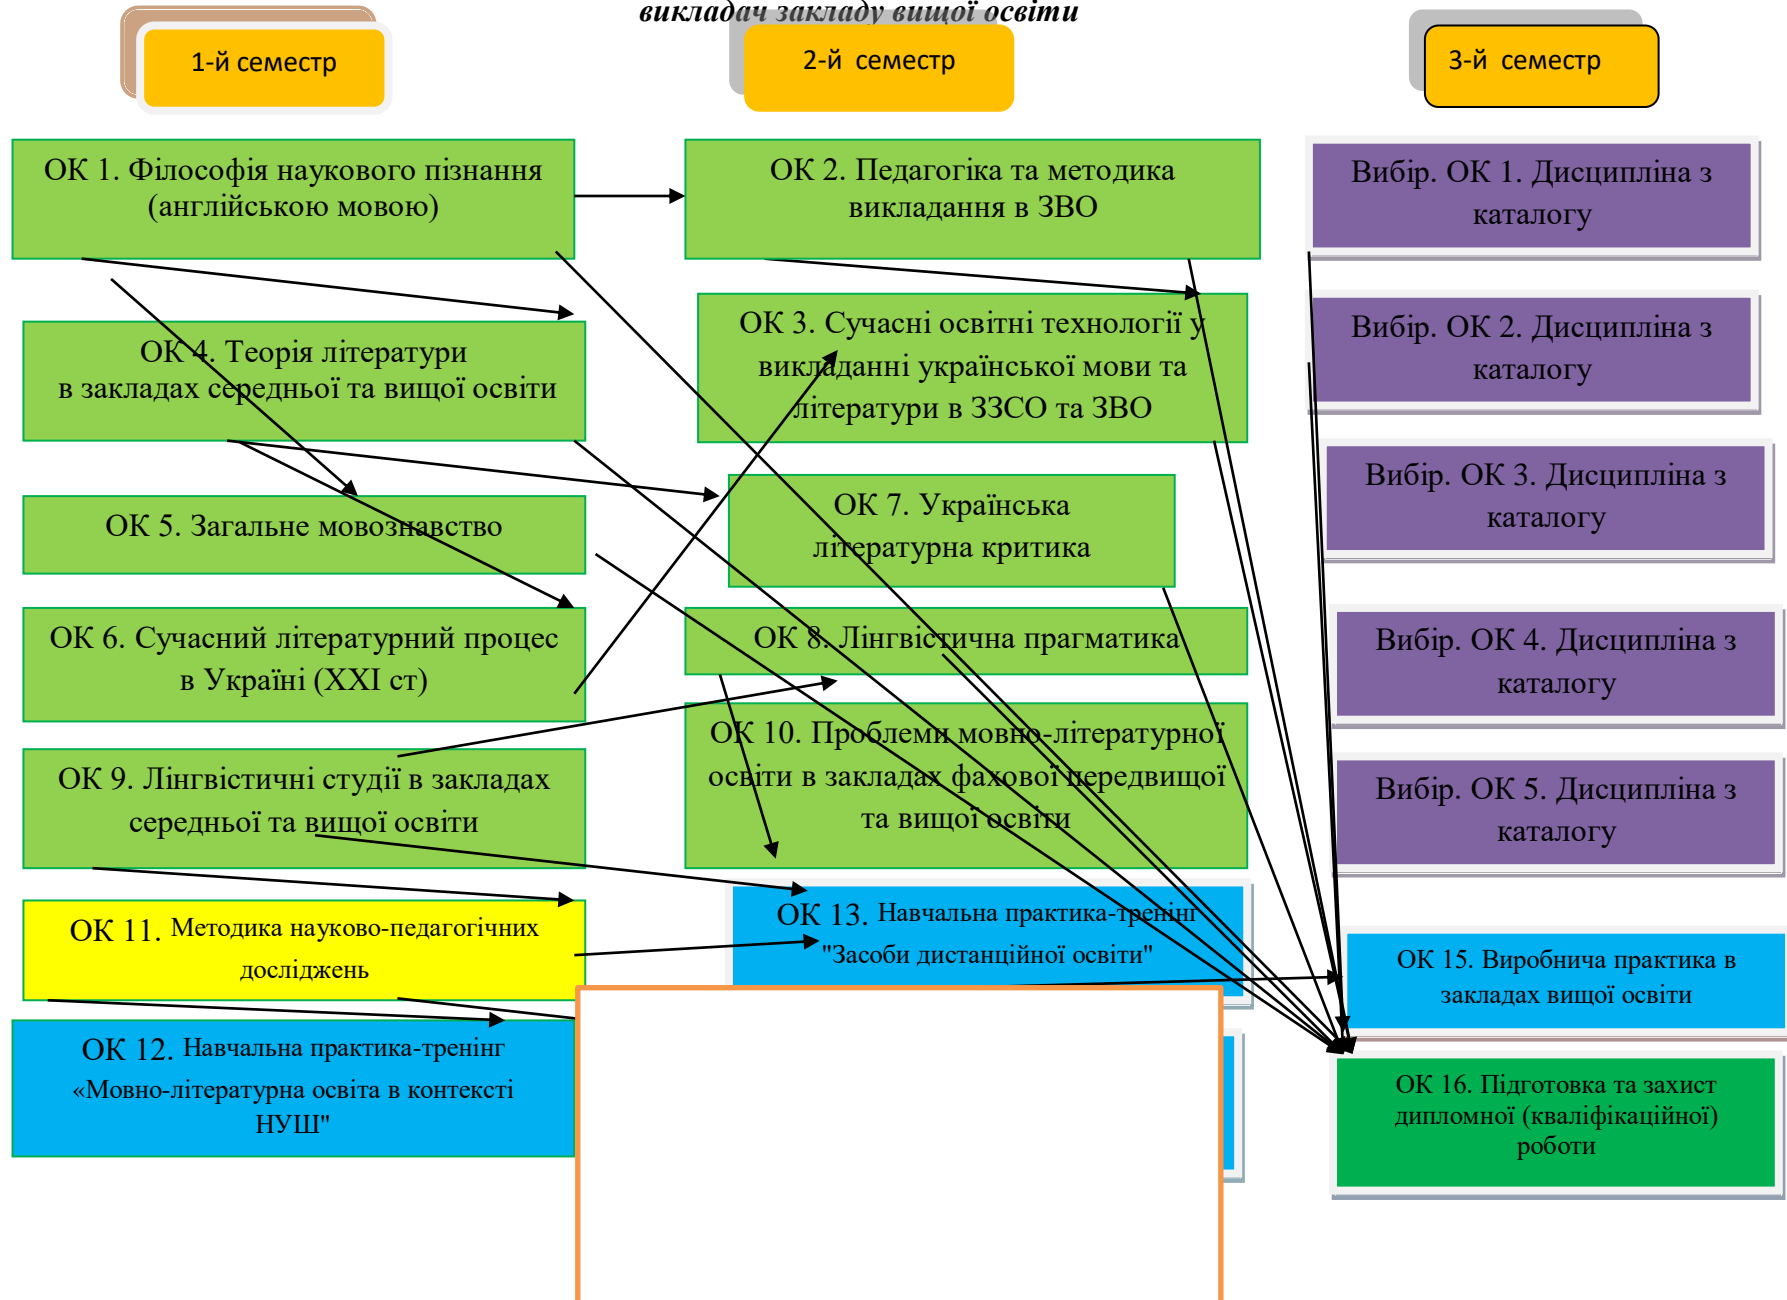 викладач закладу вищої освіти
1-й семестр
2-й семестр
3-й семестр
ОК 1. Філософія наукового пізнання
(англійською мовою)
ОК 4. Теорія літератури
в закладах середньої та вищої освіти
ОК 5. Загальне мовознавство
ОК 6. Сучасний літературний процес
в Україні (ХХІ ст)
ОК 9. Лінгвістичні студії в закладах
середньої та вищої освіти
ОК 11. Методика науково-педагогічних
досліджень
ОК 12. Навчальна практика-тренінг
«Мовно-літературна освіта в контексті
НУШ"
ОК 2. Педагогіка та методика
викладання в ЗВО
ОК 3. Сучасні освітні технології у
викладанні української мови та
літератури в ЗЗСО та ЗВО
ОК 7. Українська
літературна критика
ОК 8. Лінгвістична прагматика
ОК 10. Проблеми мовно-літературної
освіти в закладах фахової передвищої
та вищої освіти
ОК 13. Навчальна практика-тренінг
"Засоби дистанційної освіти"
Вибір. ОК 1. Дисципліна з
каталогу
Вибір. ОК 2. Дисципліна з
каталогу
Вибір. ОК 3. Дисципліна з
каталогу
Вибір. ОК 4. Дисципліна з
каталогу
Вибір. ОК 5. Дисципліна з
каталогу
ОК 15. Виробнича практика в
закладах вищої освіти
ОК 16. Підготовка та захист
дипломної (кваліфікаційної)
роботи